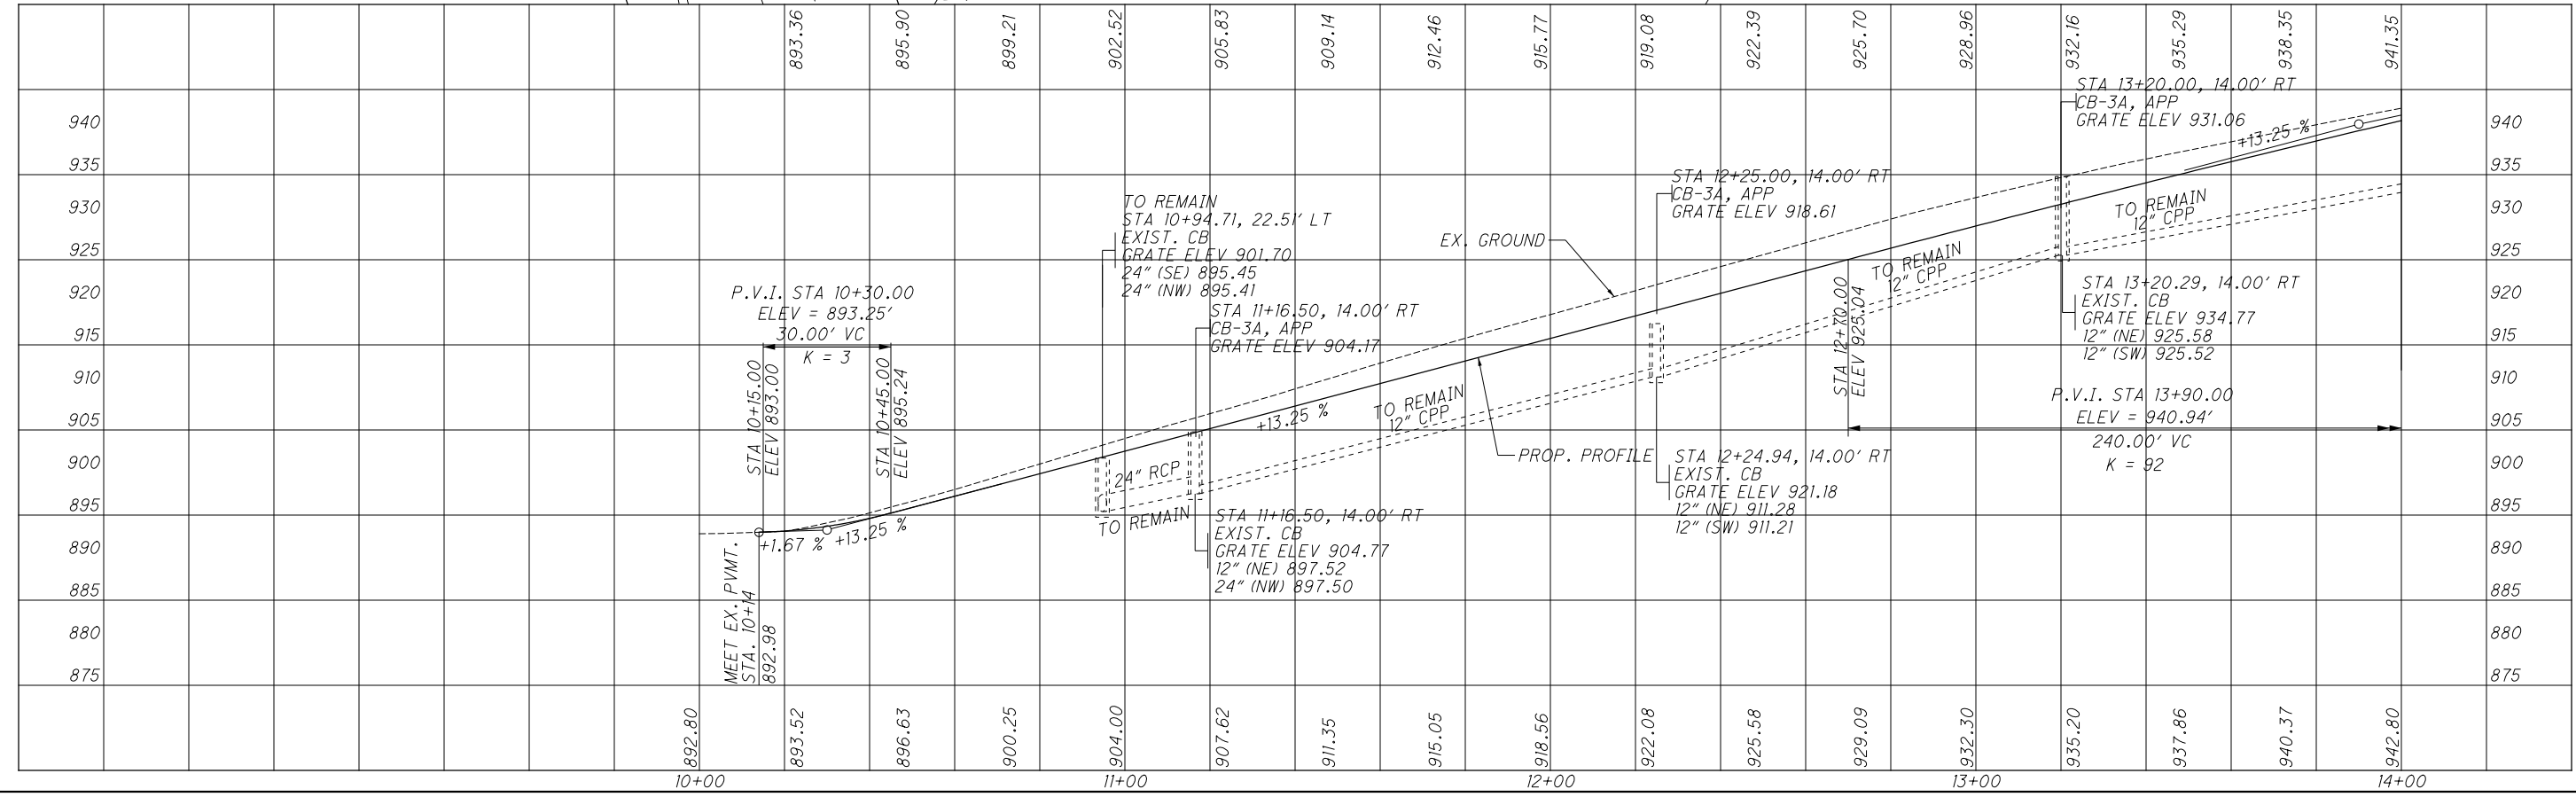 893.36 895.90 899.21 902.52 905.83 909.14 912.46 915.77 919.08 922.39 925.70 928.96 932.16 935.29 938.35 941.35
940
935
930
925
920
915
910
905
900
895
890
885
880
875
MEET EX. PVMT.
STA. 10+14
892.98
P.V.I. STA 10+30.00
ELEV = 893.25'
30.00' VC
K = 3
STA 10+15.00
ELEV 893.00
STA 10+45.00
ELEV 895.24
+1.67 %
+13.25 %
TO REMAIN
STA 10+94.71, 22.51' LT
EXIST. CB
GRATE ELEV 901.70
24" (SE) 895.45
24" (NW) 895.41
STA 11+16.50, 14.00' RT
CB-3A, APP
GRATE ELEV 904.17
24" RCP
TO REMAIN
STA 11+16.50, 14.00' RT
EXIST. CB
GRATE ELEV 904.77
12" (NE) 897.52
24" (NW) 897.50
+13.25 %
TO REMAIN
12" CPP
EX. GROUND
PROP. PROFILE
STA 12+25.00, 14.00' RT
CB-3A, APP
GRATE ELEV 918.61
STA 12+24.94, 14.00' RT
EXIST. CB
GRATE ELEV 921.18
12" (NE) 911.28
12" (SW) 911.21
STA 12+70.00
ELEV 925.04
TO REMAIN
12" CPP
STA 13+20.00, 14.00' RT
CB-3A, APP
GRATE ELEV 931.06
+13.25 %
TO REMAIN
12" CPP
STA 13+20.29, 14.00' RT
EXIST. CB
GRATE ELEV 934.77
12" (NE) 925.58
12" (SW) 925.52
P.V.I. STA 13+90.00
ELEV = 940.94'
240.00' VC
K = 92
940
935
930
925
920
915
910
905
900
895
890
885
880
875
892.80 893.52 896.63 900.25 904.00 907.62 911.35 915.05 918.56 922.08 925.58 929.09 932.30 935.20 937.86 940.37 942.80
10+00 11+00 12+00 13+00 14+00